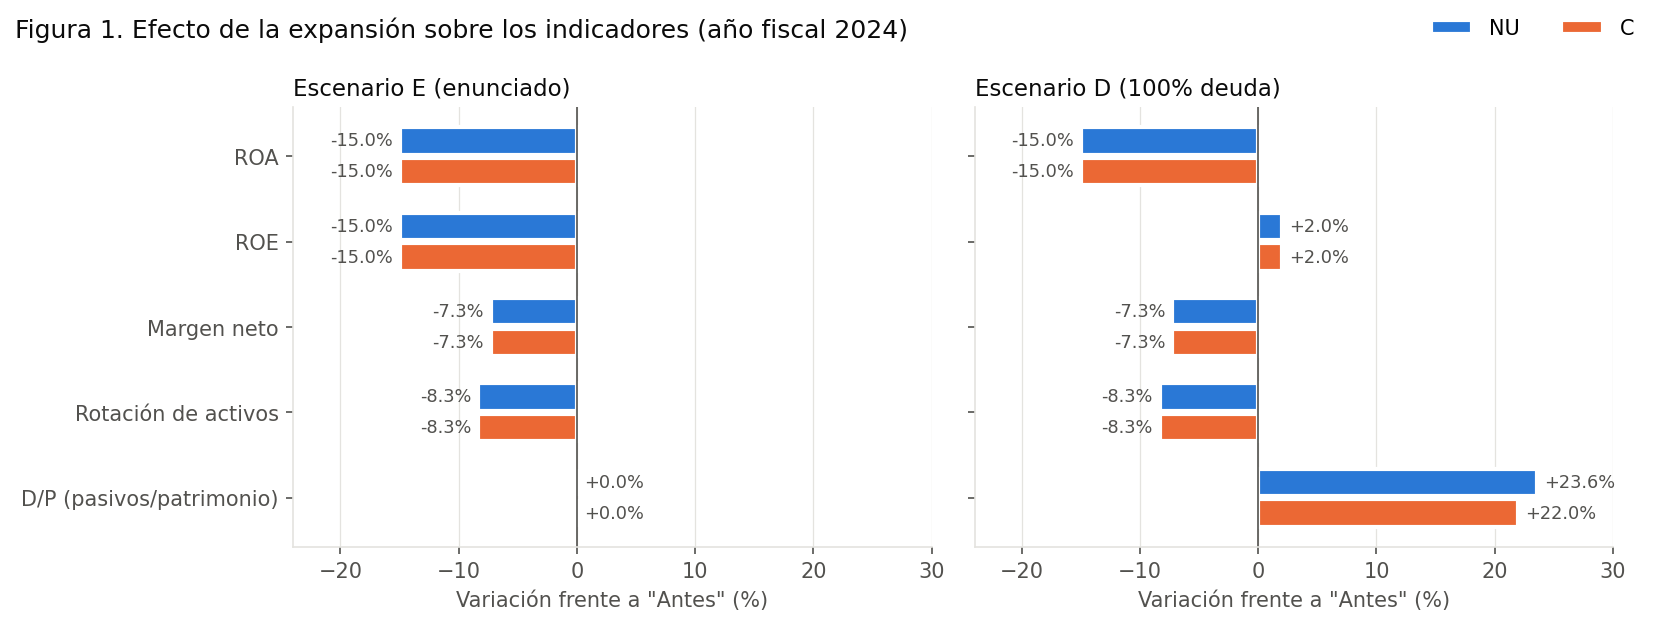 Figura 1. Efecto de la expansión sobre los indicadores (año fiscal 2024)
NU
C
Escenario E (enunciado)
Escenario D (100% deuda)
ROA
-15.0%
-15.0%
-15.0%
-15.0%
ROE
-15.0%
-15.0%
+2.0%
+2.0%
Margen neto
-7.3%
-7.3%
-7.3%
-7.3%
Rotación de activos
-8.3%
-8.3%
-8.3%
-8.3%
D/P (pasivos/patrimonio)
+0.0%
+0.0%
+23.6%
+22.0%
−20 −10 0 10 20 30
−20 −10 0 10 20 30
Variación frente a "Antes" (%)
Variación frente a "Antes" (%)